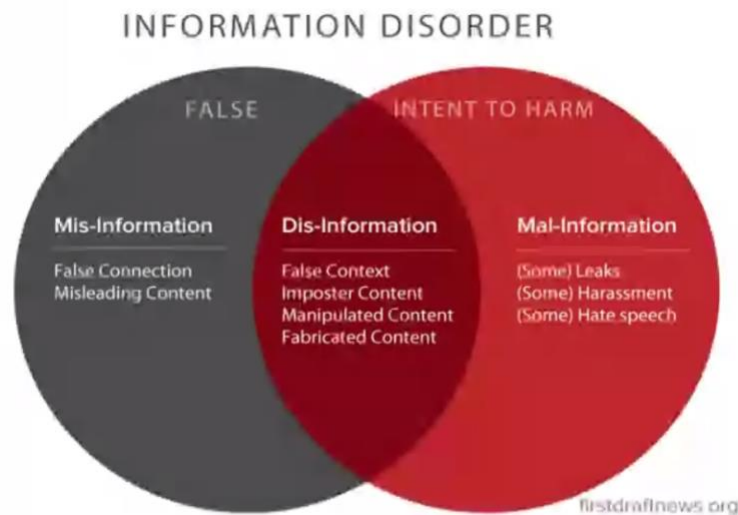 INFORMATION DISORDER
FALSE
INTENT TO HARM
Mis-Information
False Connection
Misleading Content
Dis-Information
False Context
Imposter Content
Manipulated Content
Fabricated Content
Mal-Information
(Some) Leaks
(Some) Harassment
(Some) Hate speech
firstdraftnews.org